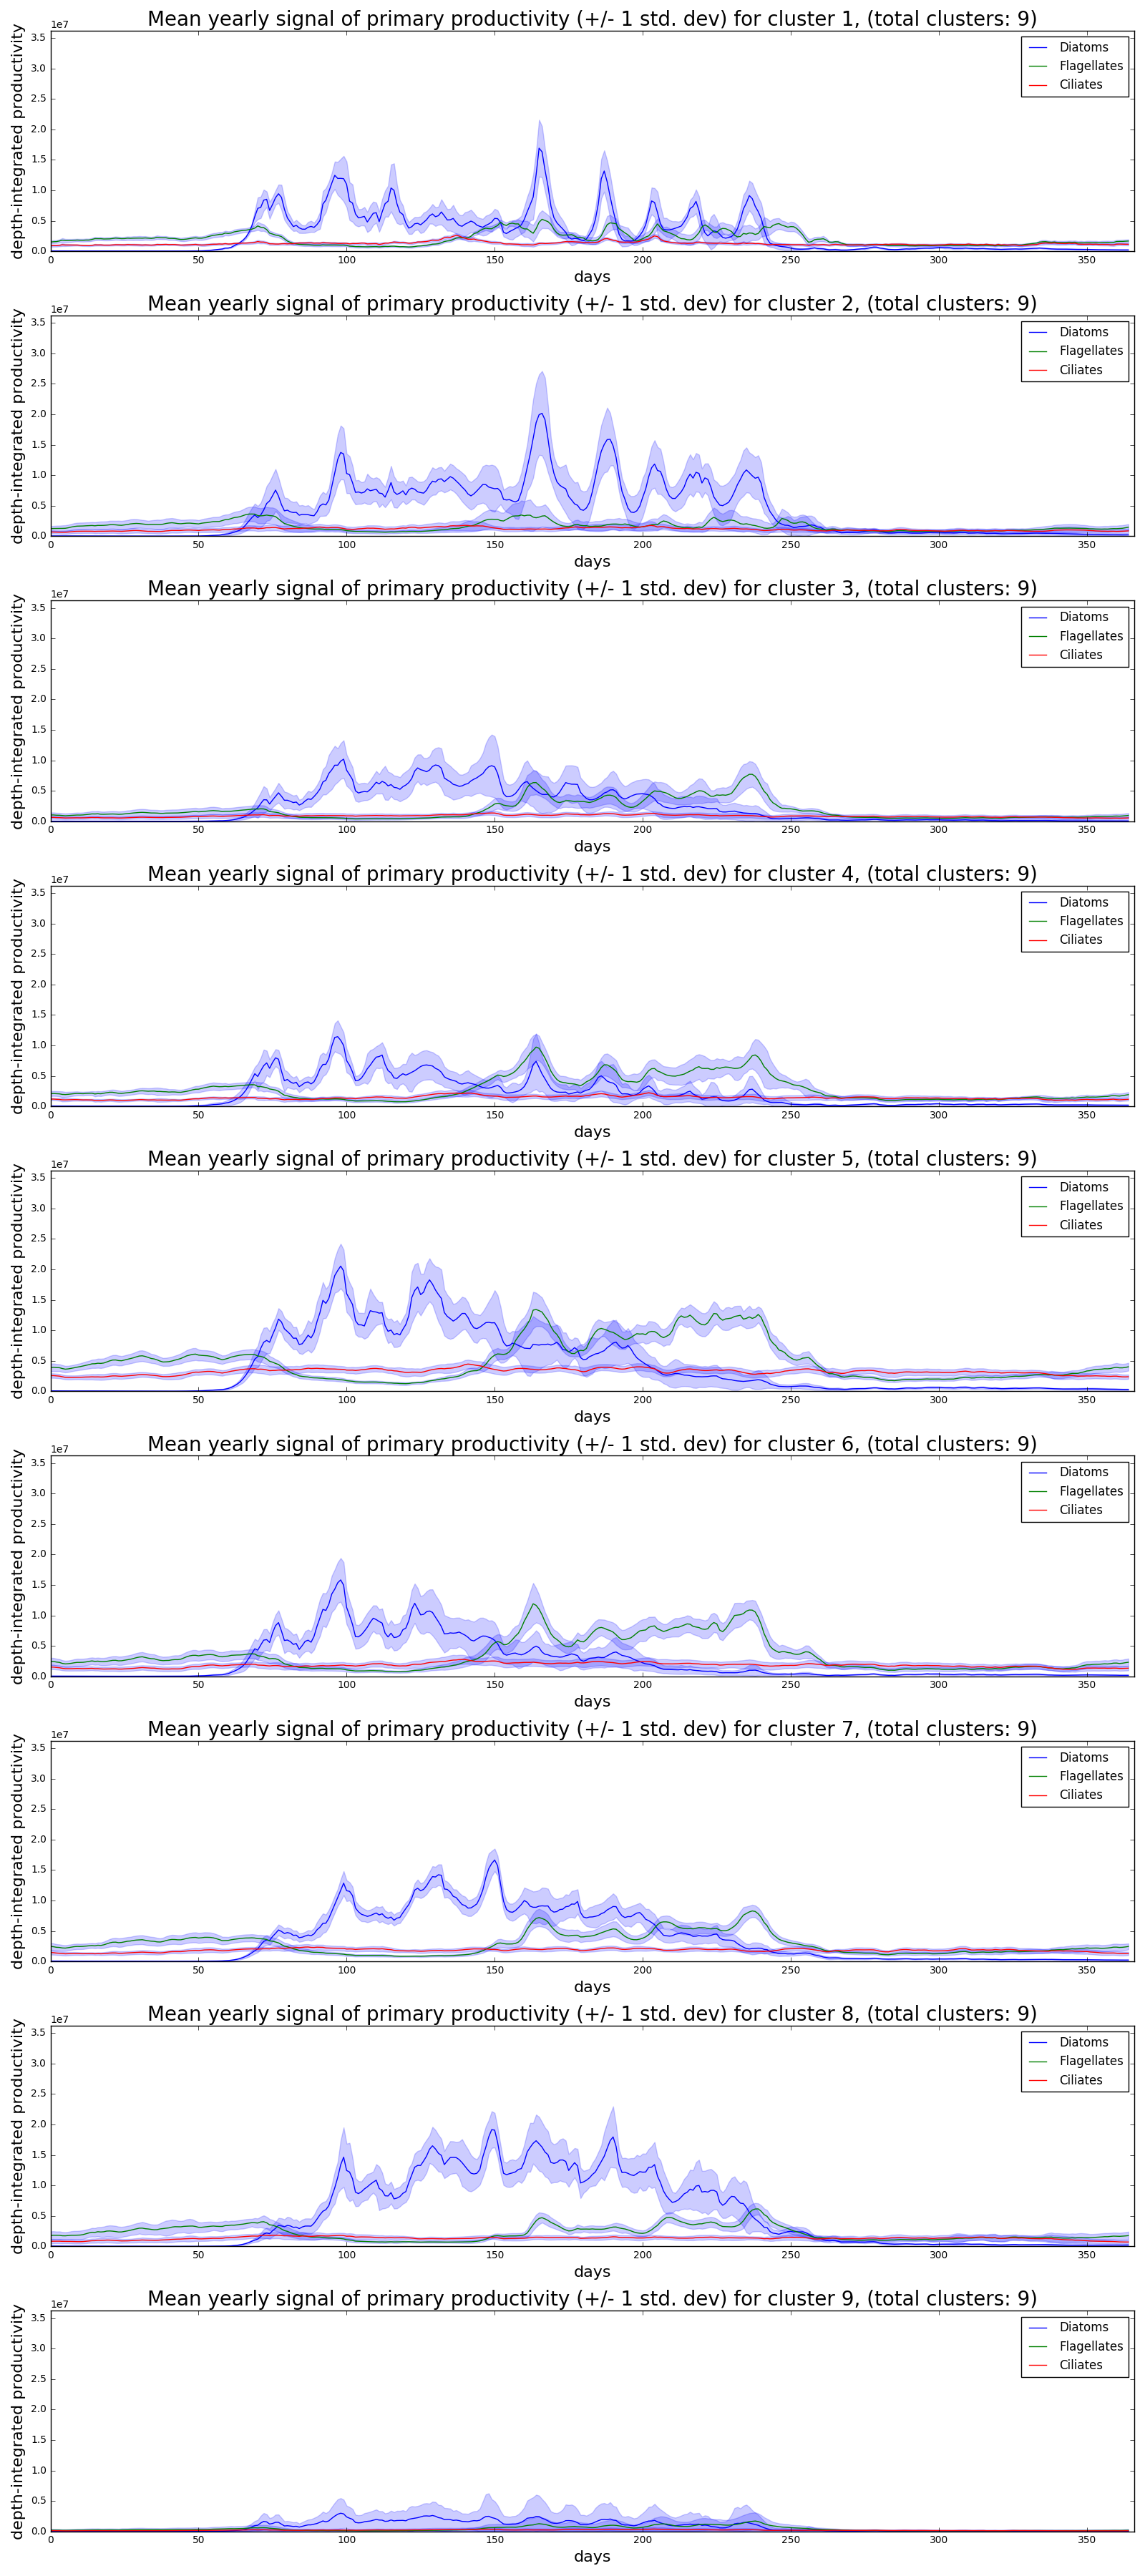 Mean yearly signal of primary productivity (+/- 1 std. dev) for cluster 1, (total clusters: 9)
1e7
depth-integrated productivity
3.5
3.0
2.5
2.0
1.5
1.0
0.5
0.0
Diatoms
Flagellates
Ciliates
0 50 100 150 200 250 300 350
days
Mean yearly signal of primary productivity (+/- 1 std. dev) for cluster 2, (total clusters: 9)
1e7
depth-integrated productivity
3.5
3.0
2.5
2.0
1.5
1.0
0.5
0.0
Diatoms
Flagellates
Ciliates
0 50 100 150 200 250 300 350
days
Mean yearly signal of primary productivity (+/- 1 std. dev) for cluster 3, (total clusters: 9)
1e7
depth-integrated productivity
3.5
3.0
2.5
2.0
1.5
1.0
0.5
0.0
Diatoms
Flagellates
Ciliates
0 50 100 150 200 250 300 350
days
Mean yearly signal of primary productivity (+/- 1 std. dev) for cluster 4, (total clusters: 9)
1e7
depth-integrated productivity
3.5
3.0
2.5
2.0
1.5
1.0
0.5
0.0
Diatoms
Flagellates
Ciliates
0 50 100 150 200 250 300 350
days
Mean yearly signal of primary productivity (+/- 1 std. dev) for cluster 5, (total clusters: 9)
1e7
depth-integrated productivity
3.5
3.0
2.5
2.0
1.5
1.0
0.5
0.0
Diatoms
Flagellates
Ciliates
0 50 100 150 200 250 300 350
days
Mean yearly signal of primary productivity (+/- 1 std. dev) for cluster 6, (total clusters: 9)
1e7
depth-integrated productivity
3.5
3.0
2.5
2.0
1.5
1.0
0.5
0.0
Diatoms
Flagellates
Ciliates
0 50 100 150 200 250 300 350
days
Mean yearly signal of primary productivity (+/- 1 std. dev) for cluster 7, (total clusters: 9)
1e7
depth-integrated productivity
3.5
3.0
2.5
2.0
1.5
1.0
0.5
0.0
Diatoms
Flagellates
Ciliates
0 50 100 150 200 250 300 350
days
Mean yearly signal of primary productivity (+/- 1 std. dev) for cluster 8, (total clusters: 9)
1e7
depth-integrated productivity
3.5
3.0
2.5
2.0
1.5
1.0
0.5
0.0
Diatoms
Flagellates
Ciliates
0 50 100 150 200 250 300 350
days
Mean yearly signal of primary productivity (+/- 1 std. dev) for cluster 9, (total clusters: 9)
1e7
depth-integrated productivity
3.5
3.0
2.5
2.0
1.5
1.0
0.5
0.0
Diatoms
Flagellates
Ciliates
0 50 100 150 200 250 300 350
days